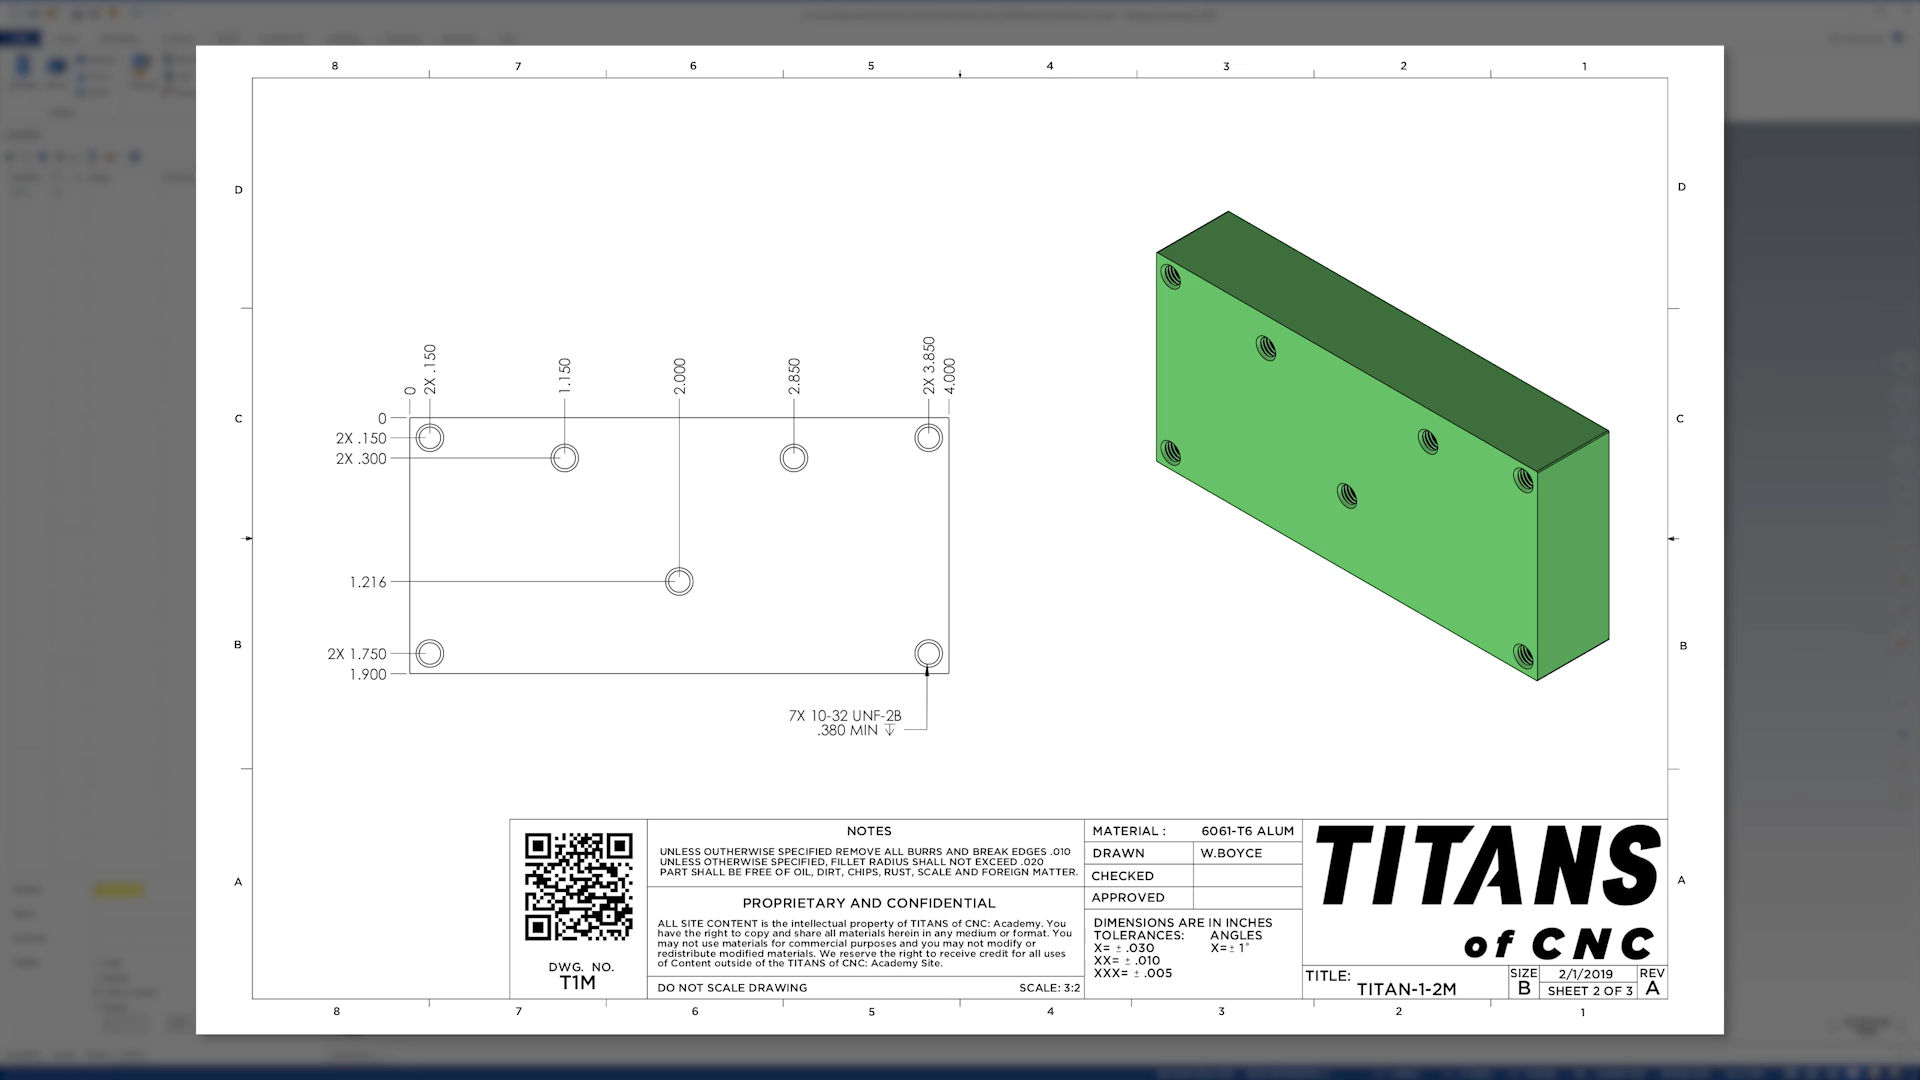 8 7 6 5 4 3 2 1
D D
C C
B B
A A
0
2X .150
1.150
2.000
2.850
2X 3.850
4.000
0
2X .150
2X .300
1.216
2X 1.750
1.900
7X 10-32 UNF-2B
.380 MIN ↧
DWG. NO.
T1M
NOTES
UNLESS OUTHERWISE SPECIFIED REMOVE ALL BURRS AND BREAK EDGES .010
UNLESS OTHERWISE SPECIFIED, FILLET RADIUS SHALL NOT EXCEED .020
PART SHALL BE FREE OF OIL, DIRT, CHIPS, RUST, SCALE AND FOREIGN MATTER.
PROPRIETARY AND CONFIDENTIAL
ALL SITE CONTENT is the intellectual property of TITANS of CNC: Academy. You
have the right to copy and share all materials herein in any medium or format. You
may not use materials for commercial purposes and you may not modify or
redistribute modified materials. We reserve the right to receive credit for all uses
of Content outside of the TITANS of CNC: Academy Site.
DO NOT SCALE DRAWING SCALE: 3:2
MATERIAL : 6061-T6 ALUM
DRAWN W.BOYCE
CHECKED
APPROVED
DIMENSIONS ARE IN INCHES
TOLERANCES: ANGLES
X= ± .030 X=± 1°
XX= ± .010
XXX= ± .005
TITANS
of CNC
TITLE:
TITAN-1-2M
SIZE
B
2/1/2019
SHEET 2 OF 3
REV
A
8 7 6 5 4 3 2 1